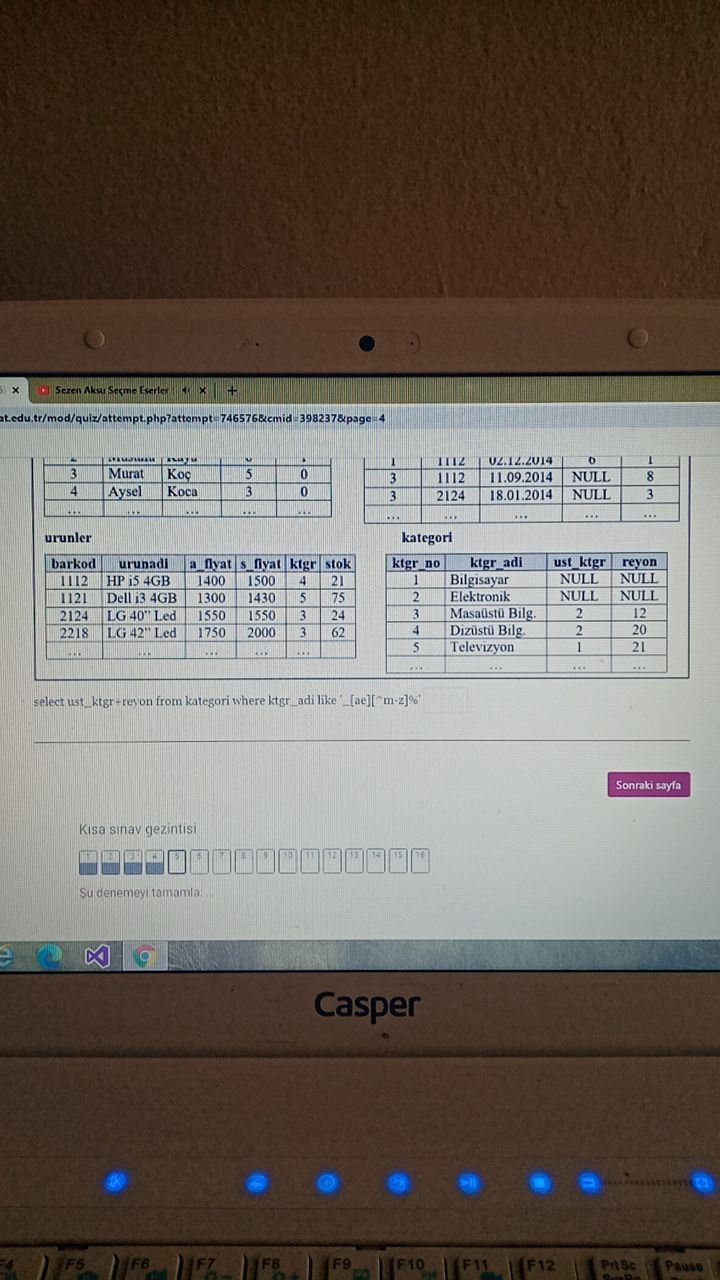 x Sezen Aksu Seçme Eserler x +
at.edu.tr/mod/quiz/attempt.php?attempt=746576&cmid=398237&page=4
1 1112 02.12.2014 6 1
3 Murat Koç 5 0 3 1112 11.09.2014 NULL 8
4 Aysel Koca 3 0 3 2124 18.01.2014 NULL 3
... ... ... ... ... ... ... ... ... ...
urunler kategori
barkod urunadi a_fiyat s_fiyat ktgr stok
1112 HP i5 4GB 1400 1500 4 21
1121 Dell i3 4GB 1300 1430 5 75
2124 LG 40" Led 1550 1550 3 24
2218 LG 42" Led 1750 2000 3 62
... ... ... ... ...
ktgr_no ktgr_adi ust_ktgr reyon
1 Bilgisayar NULL NULL
2 Elektronik NULL NULL
3 Masaüstü Bilg. 2 12
4 Dizüstü Bilg. 2 20
5 Televizyon 1 21
... ... ... ...
select ust_ktgr+reyon from kategori where ktgr_adi like '_[ae][^m-z]%'
Sonraki sayfa
Kısa sınav gezintisi
1 2 3 4 5 6 7 8 9 10 11 12 13 14 15 16
Şu denemeyi tamamla: ...
Casper
F4 F5 F6 F7 F8 F9 F10 F11 F12 PrtSc Pause